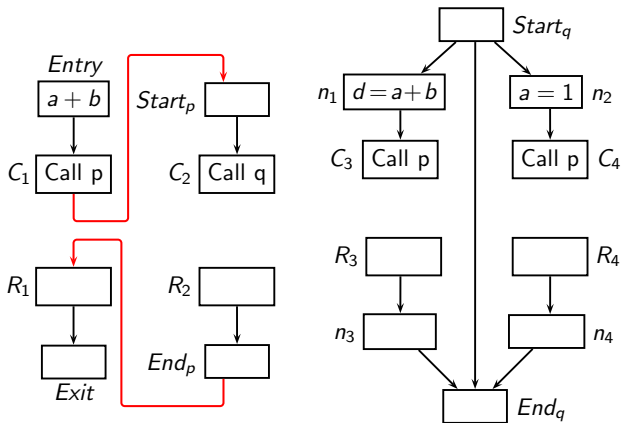 Entry
a + b
Start_p
C_1 Call p
C_2 Call q
R_1
R_2
Exit
End_p
Start_q
n_1 d = a + b
a = 1 n_2
C_3 Call p
Call p C_4
R_3
R_4
n_3
n_4
End_q